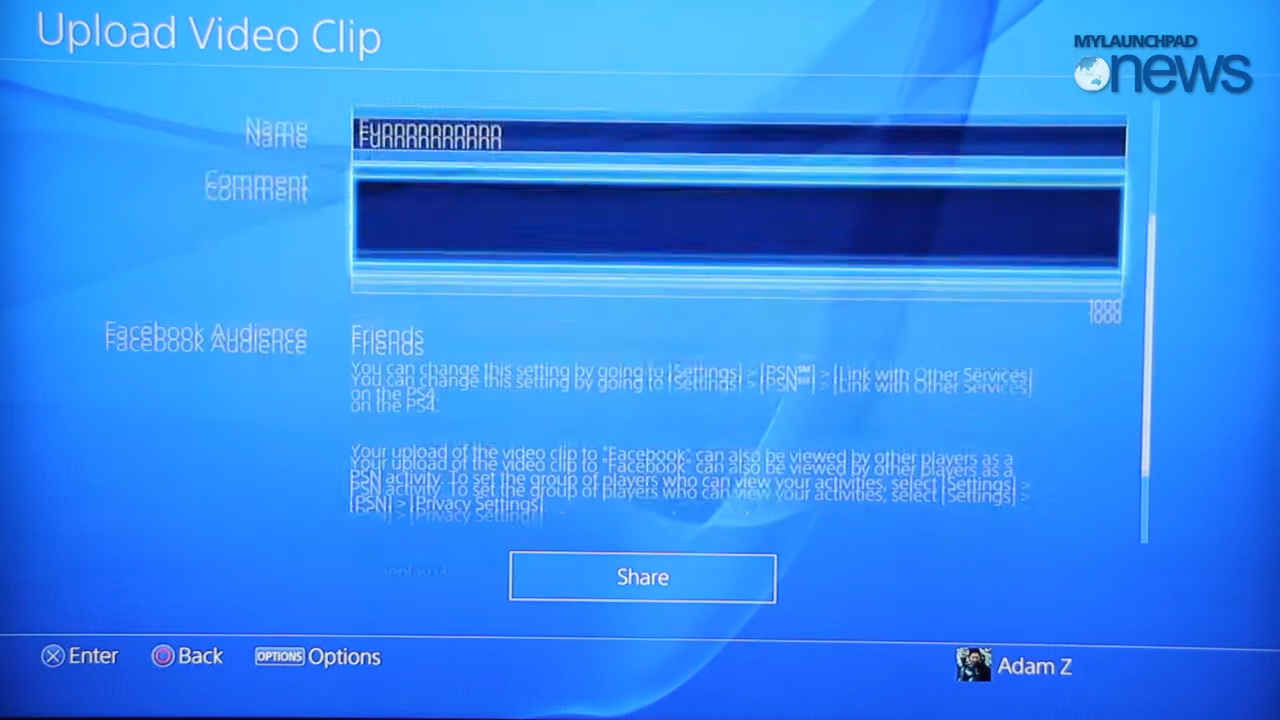 Upload Video Clip
MYLAUNCHPAD
news
Name
Comment
1000
Facebook Audience
Friends
You can change this setting by going to [Settings] > [PSN℠] > [Link with Other Services]
on the PS4.
Your upload of the video clip to "Facebook" can also be viewed by other players as a
PSN activity. To set the group of players who can view your activities, select [Settings] >
[PSN] > [Privacy Settings].
Share
Enter
Back
OPTIONS Options
Adam Z